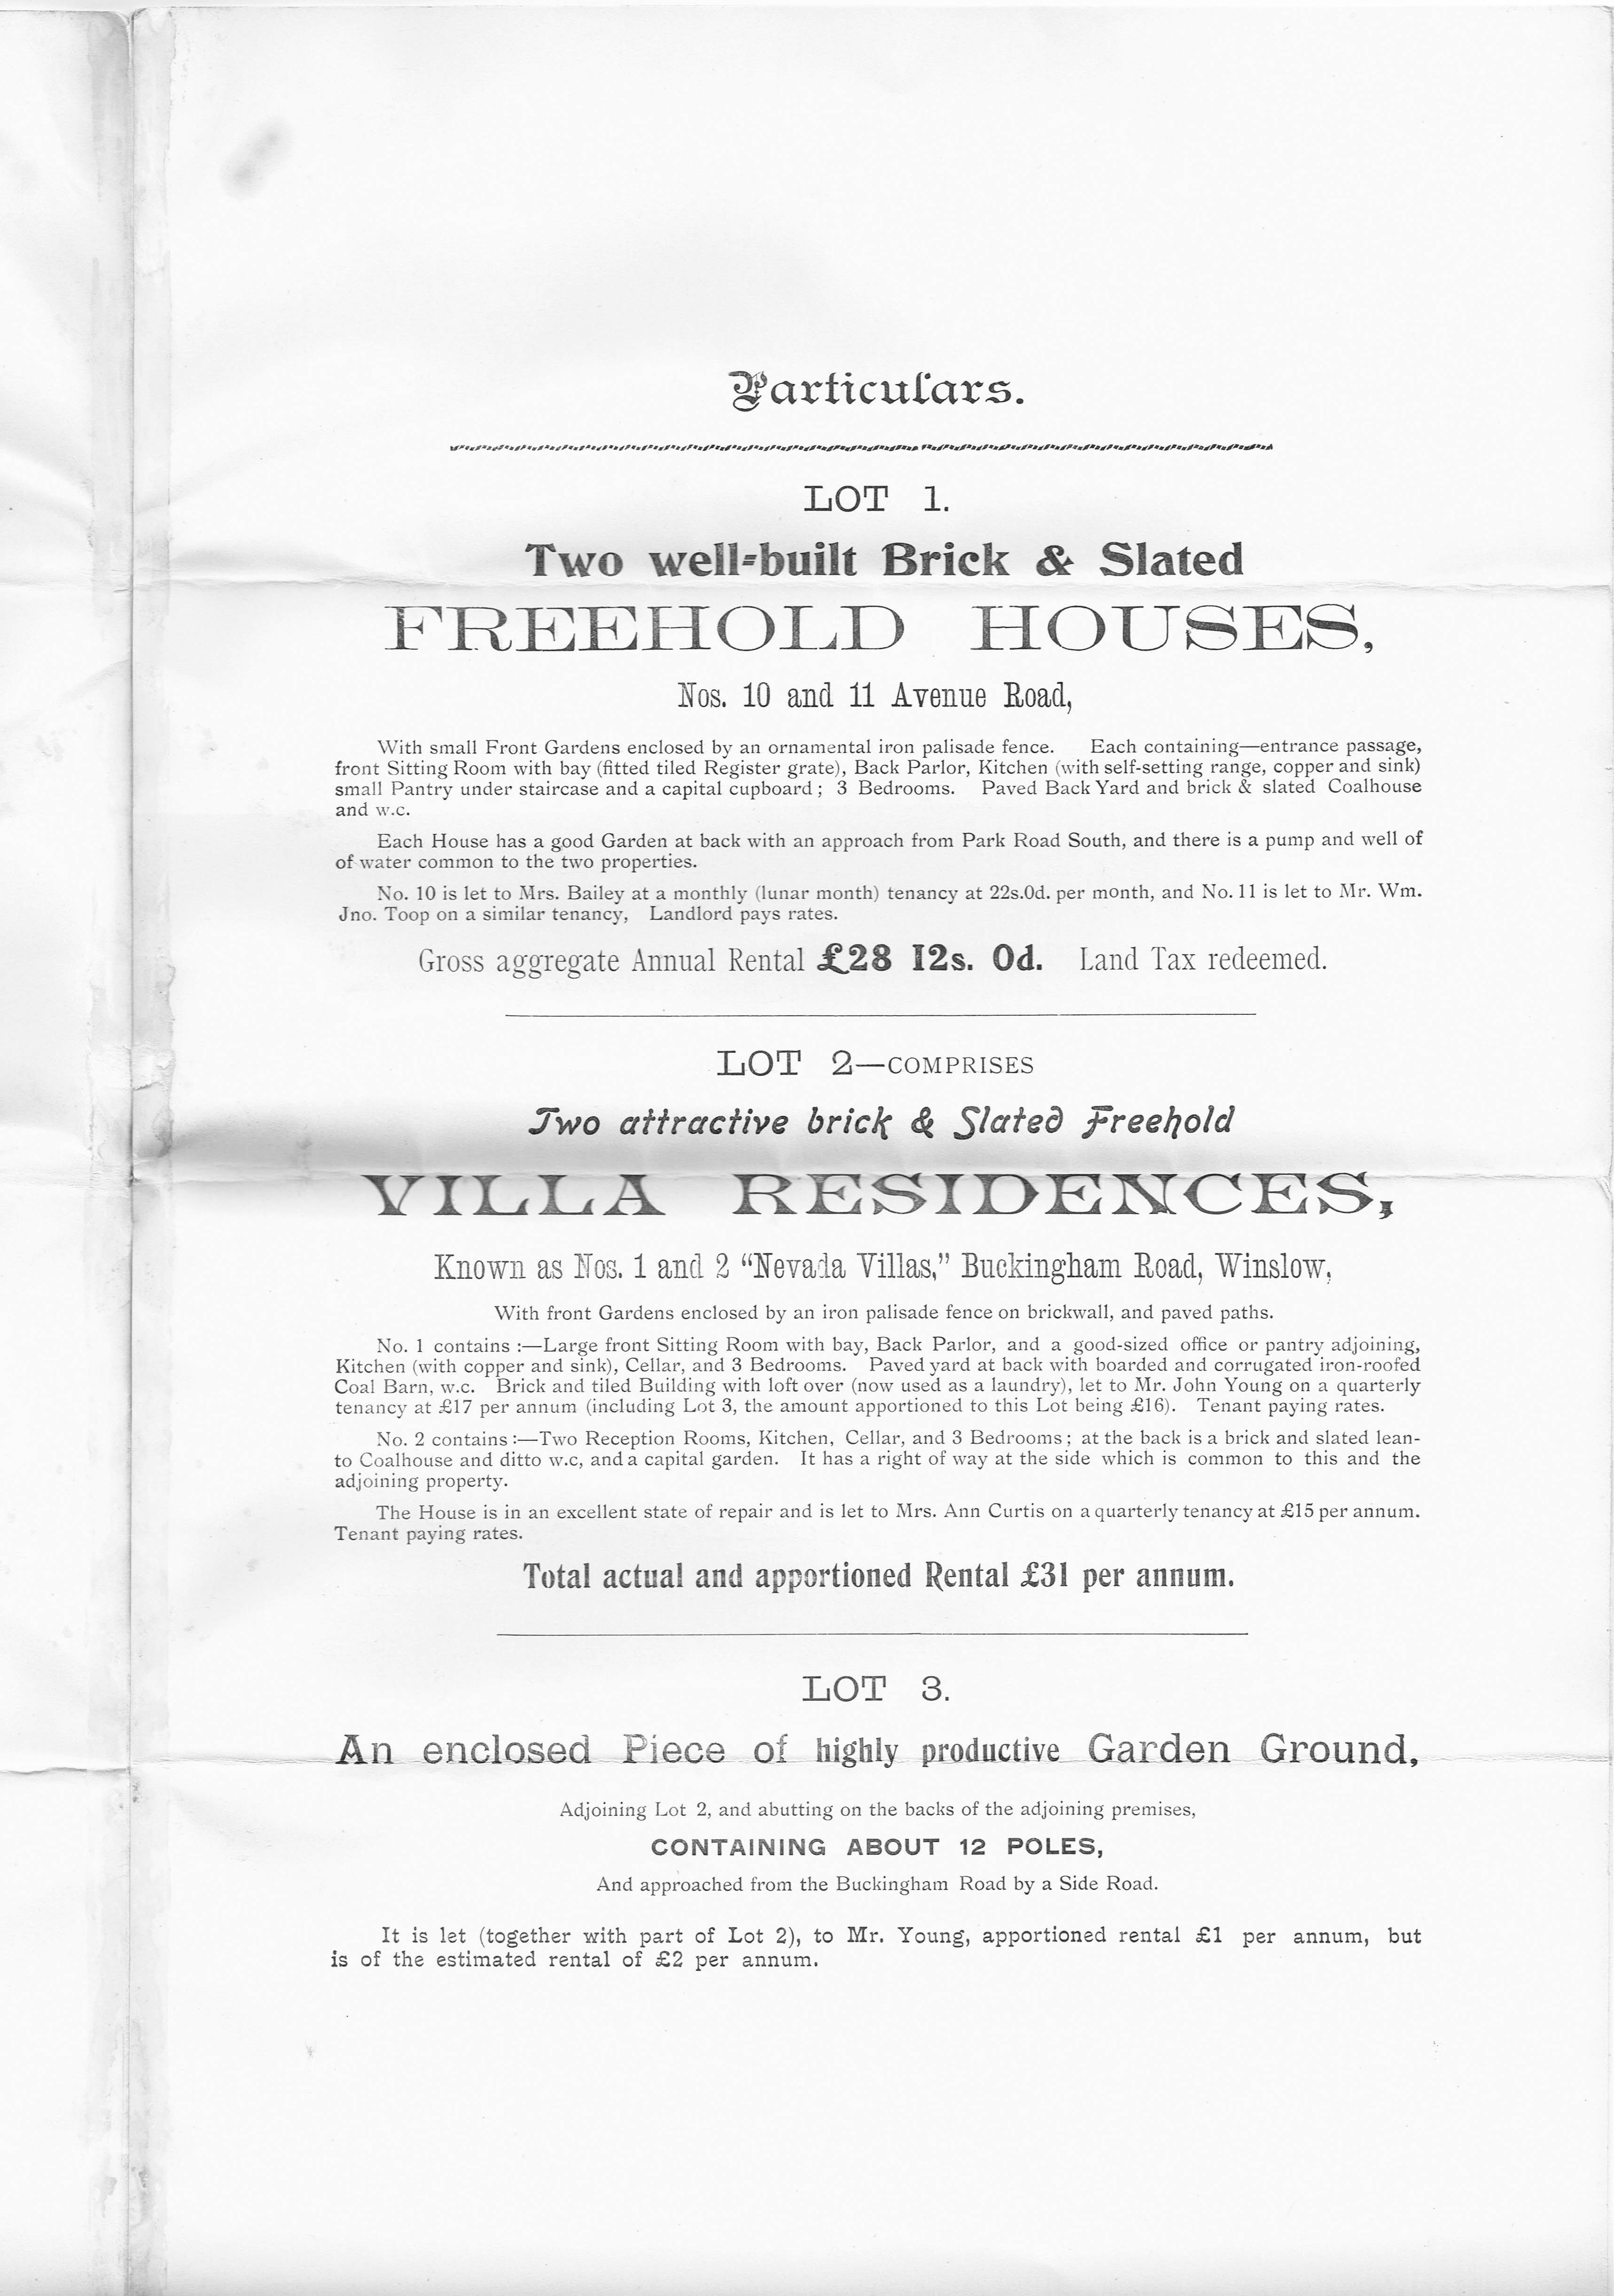 Particulars.
LOT 1.
Two well-built Brick & Slated
FREEHOLD HOUSES,
Nos. 10 and 11 Avenue Road,
With small Front Gardens enclosed by an ornamental iron palisade fence. Each containing—entrance passage,
front Sitting Room with bay (fitted tiled Register grate), Back Parlor, Kitchen (with self-setting range, copper and sink)
small Pantry under staircase and a capital cupboard; 3 Bedrooms. Paved Back Yard and brick & slated Coalhouse
and w.c.
Each House has a good Garden at back with an approach from Park Road South, and there is a pump and well of
of water common to the two properties.
No. 10 is let to Mrs. Bailey at a monthly (lunar month) tenancy at 22s.0d. per month, and No. 11 is let to Mr. Wm.
Jno. Toop on a similar tenancy, Landlord pays rates.
Gross aggregate Annual Rental £28 12s. 0d. Land Tax redeemed.
LOT 2—COMPRISES
Two attractive brick & Slated Freehold
VILLA RESIDENCES,
Known as Nos. 1 and 2 “Nevada Villas,” Buckingham Road, Winslow,
With front Gardens enclosed by an iron palisade fence on brickwall, and paved paths.
No. 1 contains :—Large front Sitting Room with bay, Back Parlor, and a good-sized office or pantry adjoining,
Kitchen (with copper and sink), Cellar, and 3 Bedrooms. Paved yard at back with boarded and corrugated iron-roofed
Coal Barn, w.c. Brick and tiled Building with loft over (now used as a laundry), let to Mr. John Young on a quarterly
tenancy at £17 per annum (including Lot 3, the amount apportioned to this Lot being £16). Tenant paying rates.
No. 2 contains :—Two Reception Rooms, Kitchen, Cellar, and 3 Bedrooms; at the back is a brick and slated lean-
to Coalhouse and ditto w.c, and a capital garden. It has a right of way at the side which is common to this and the
adjoining property.
The House is in an excellent state of repair and is let to Mrs. Ann Curtis on a quarterly tenancy at £15 per annum.
Tenant paying rates.
Total actual and apportioned Rental £31 per annum.
LOT 3.
An enclosed Piece of highly productive Garden Ground,
Adjoining Lot 2, and abutting on the backs of the adjoining premises,
CONTAINING ABOUT 12 POLES,
And approached from the Buckingham Road by a Side Road.
It is let (together with part of Lot 2), to Mr. Young, apportioned rental £1 per annum, but
is of the estimated rental of £2 per annum.